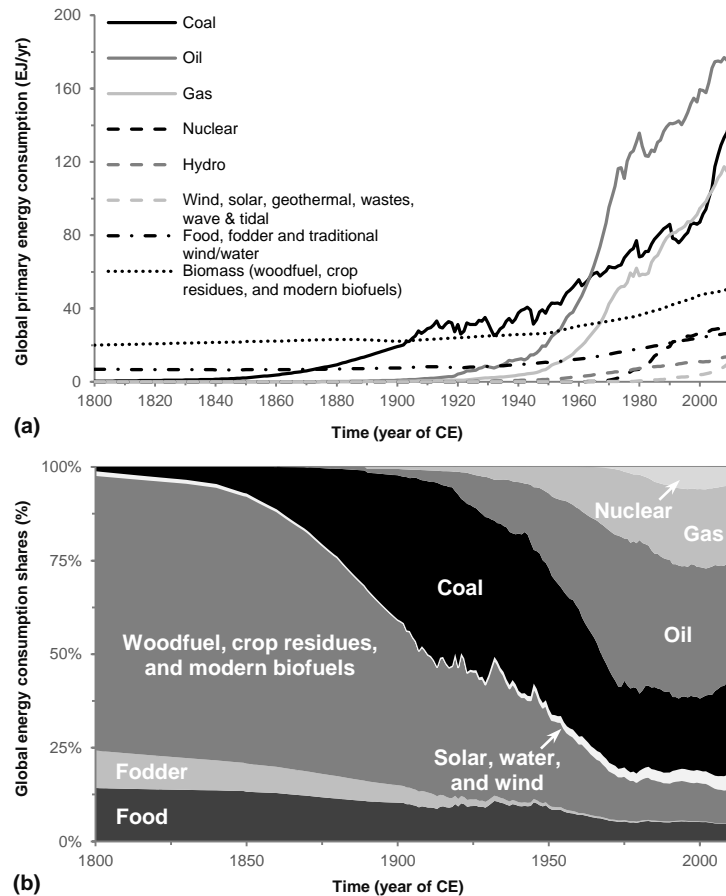 200
160
120
80
40
0
Global primary energy consumption (EJ/yr)
Coal
Oil
Gas
Nuclear
Hydro
Wind, solar, geothermal, wastes,
wave & tidal
Food, fodder and traditional
wind/water
Biomass (woodfuel, crop
residues, and modern biofuels)
1800 1820 1840 1860 1880 1900 1920 1940 1960 1980 2000
(a)
Time (year of CE)
100%
75%
50%
25%
0%
Global energy consumption shares (%)
Nuclear
Gas
Coal
Oil
Woodfuel, crop residues,
and modern biofuels
Solar, water,
and wind
Fodder
Food
1800 1850 1900 1950 2000
(b)
Time (year of CE)